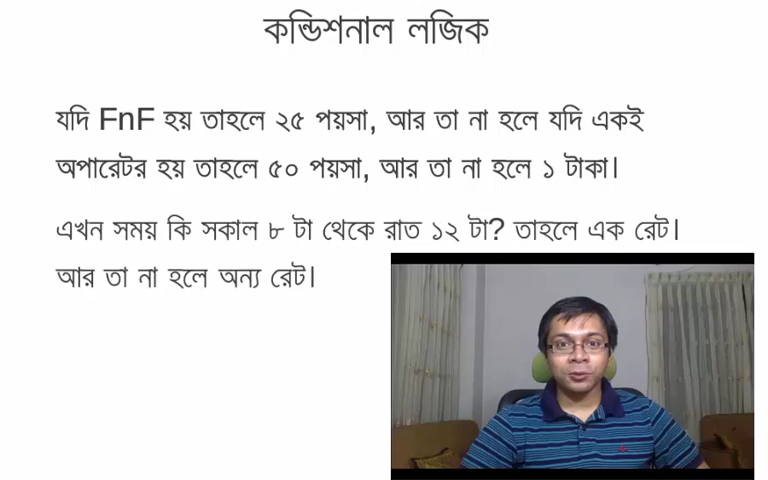 কন্ডিশনাল লজিক
যদি FnF হয় তাহলে ২৫ পয়সা, আর তা না হলে যদি একই
অপারেটর হয় তাহলে ৫০ পয়সা, আর তা না হলে ১ টাকা।
এখন সময় কি সকাল ৮ টা থেকে রাত ১২ টা? তাহলে এক রেট।
আর তা না হলে অন্য রেট।